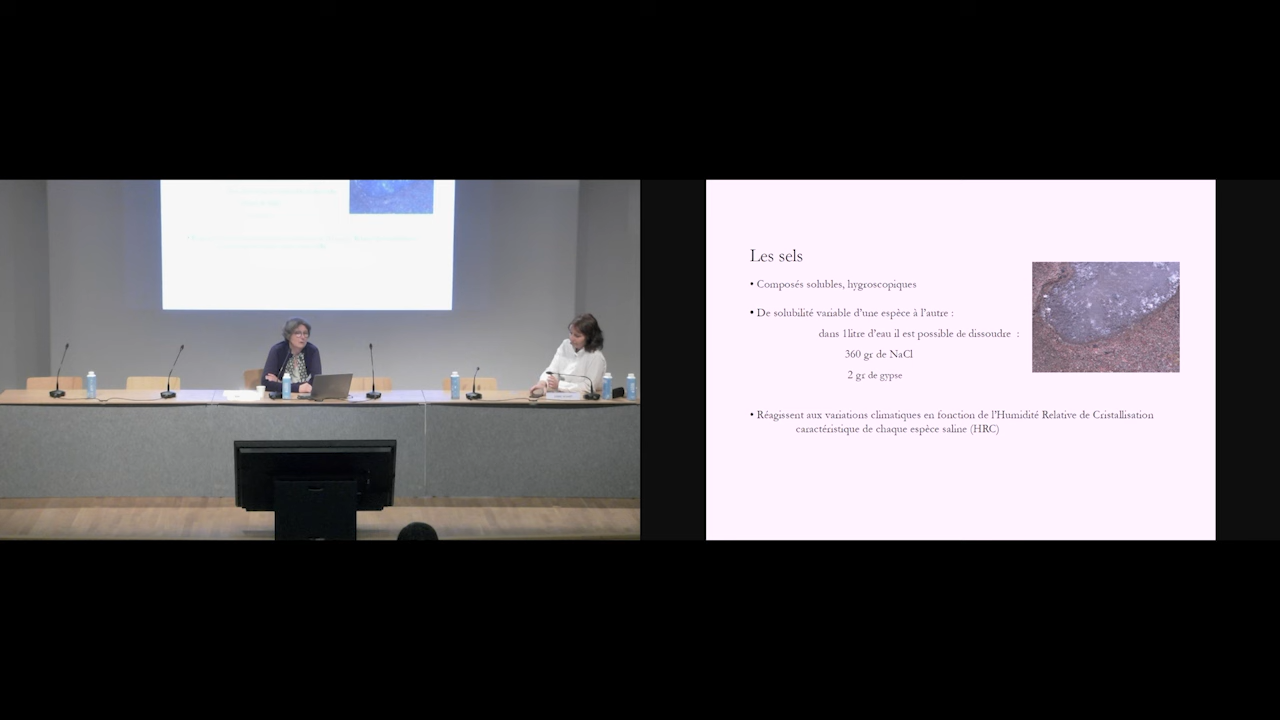 Les sels
• Composés solubles, hygroscopiques
• De solubilité variable d'une espèce à l'autre :
dans 1litre d'eau il est possible de dissoudre :
360 gr de NaCl
2 gr de gypse
• Réagissent aux variations climatiques en fonction de l'Humidité Relative de Cristallisation
caractéristique de chaque espèce saline (HRC)